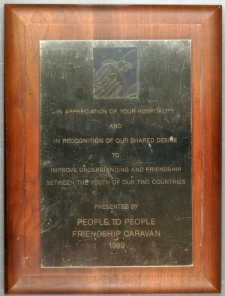 IN APPRECIATION OF YOUR HOSPITALITY
AND
IN RECOGNITION OF OUR SHARED DESIRE
TO
IMPROVE UNDERSTANDING AND FRIENDSHIP
BETWEEN THE YOUTH OF OUR TWO COUNTRIES
PRESENTED BY
PEOPLE TO PEOPLE
FRIENDSHIP CARAVAN
1989